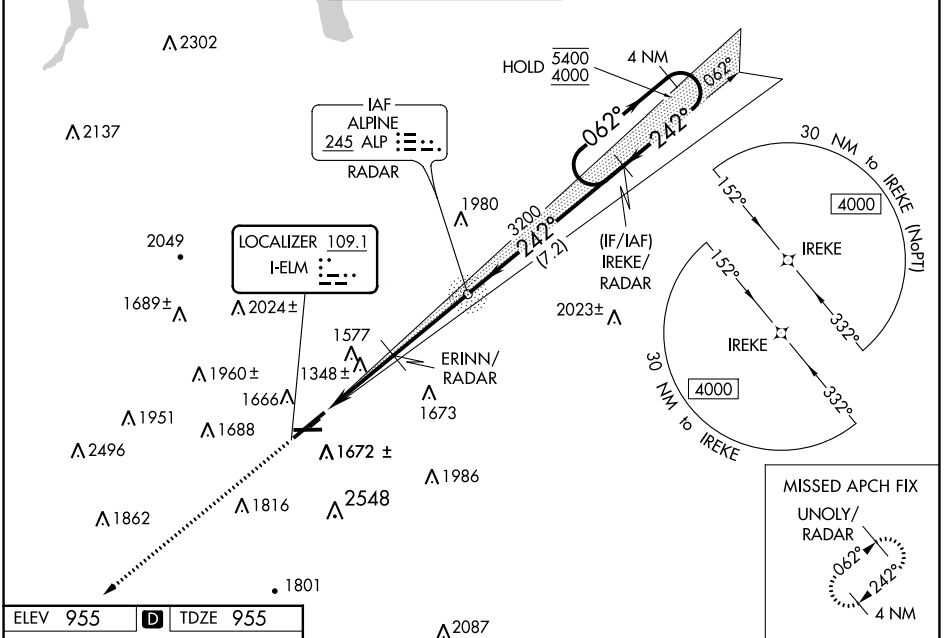 2302
HOLD 5400
4000
4 NM
062°
062°
242°
2137
IAF
ALPINE
245 ALP
RADAR
30 NM to IREKE (NoPT)
152°
4000
1980
3200
242°
(7.2)
2049
LOCALIZER 109.1
I-ELM
(IF/IAF)
IREKE/
RADAR
IREKE
152°
1689±
2024±
2023±
332°
1577
IREKE
1960±
1348±
ERINN/
RADAR
1666
4000
332°
1951
1688
1673
30 NM to IREKE
2496
1672 ±
1986
MISSED APCH FIX
1816
2548
UNOLY/
RADAR
1862
062°
242°
1801
4 NM
ELEV 955 D TDZE 955
2087